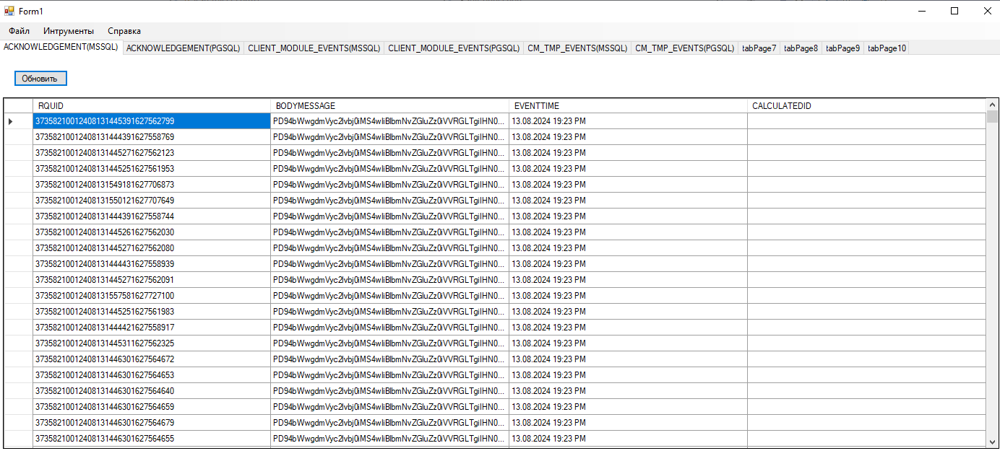 Form1
Файл Инструменты Справка
ACKNOWLEDGEMENT(MSSQL) ACKNOWLEDGEMENT(PGSQL) CLIENT_MODULE_EVENTS(MSSQL) CLIENT_MODULE_EVENTS(PGSQL) CM_TMP_EVENTS(MSSQL) CM_TMP_EVENTS(PGSQL) tabPage7 tabPage8 tabPage9 tabPage10
Обновить
RQUID BODYMESSAGE EVENTTIME CALCULATEDID
37358210012408131445391627562799 PD94bWwgdmVyc2lvbj0iMS4wIiBlbmNvZGluZz0iVVRGLTgiIHN0... 13.08.2024 19:23 PM
37358210012408131444391627558769 PD94bWwgdmVyc2lvbj0iMS4wIiBlbmNvZGluZz0iVVRGLTgiIHN0... 13.08.2024 19:23 PM
37358210012408131445271627562123 PD94bWwgdmVyc2lvbj0iMS4wIiBlbmNvZGluZz0iVVRGLTgiIHN0... 13.08.2024 19:23 PM
37358210012408131445251627561953 PD94bWwgdmVyc2lvbj0iMS4wIiBlbmNvZGluZz0iVVRGLTgiIHN0... 13.08.2024 19:23 PM
37358210012408131549181627706873 PD94bWwgdmVyc2lvbj0iMS4wIiBlbmNvZGluZz0iVVRGLTgiIHN0... 13.08.2024 19:23 PM
37358210012408131550121627707649 PD94bWwgdmVyc2lvbj0iMS4wIiBlbmNvZGluZz0iVVRGLTgiIHN0... 13.08.2024 19:23 PM
37358210012408131444391627558744 PD94bWwgdmVyc2lvbj0iMS4wIiBlbmNvZGluZz0iVVRGLTgiIHN0... 13.08.2024 19:23 PM
37358210012408131445261627562030 PD94bWwgdmVyc2lvbj0iMS4wIiBlbmNvZGluZz0iVVRGLTgiIHN0... 13.08.2024 19:23 PM
37358210012408131445271627562080 PD94bWwgdmVyc2lvbj0iMS4wIiBlbmNvZGluZz0iVVRGLTgiIHN0... 13.08.2024 19:23 PM
37358210012408131444431627558939 PD94bWwgdmVyc2lvbj0iMS4wIiBlbmNvZGluZz0iVVRGLTgiIHN0... 13.08.2024 19:23 PM
37358210012408131445271627562091 PD94bWwgdmVyc2lvbj0iMS4wIiBlbmNvZGluZz0iVVRGLTgiIHN0... 13.08.2024 19:23 PM
37358210012408131557581627727100 PD94bWwgdmVyc2lvbj0iMS4wIiBlbmNvZGluZz0iVVRGLTgiIHN0... 13.08.2024 19:23 PM
37358210012408131445251627561983 PD94bWwgdmVyc2lvbj0iMS4wIiBlbmNvZGluZz0iVVRGLTgiIHN0... 13.08.2024 19:23 PM
37358210012408131444421627558917 PD94bWwgdmVyc2lvbj0iMS4wIiBlbmNvZGluZz0iVVRGLTgiIHN0... 13.08.2024 19:23 PM
37358210012408131445311627562325 PD94bWwgdmVyc2lvbj0iMS4wIiBlbmNvZGluZz0iVVRGLTgiIHN0... 13.08.2024 19:23 PM
37358210012408131446301627564672 PD94bWwgdmVyc2lvbj0iMS4wIiBlbmNvZGluZz0iVVRGLTgiIHN0... 13.08.2024 19:23 PM
37358210012408131446301627564653 PD94bWwgdmVyc2lvbj0iMS4wIiBlbmNvZGluZz0iVVRGLTgiIHN0... 13.08.2024 19:23 PM
37358210012408131446301627564640 PD94bWwgdmVyc2lvbj0iMS4wIiBlbmNvZGluZz0iVVRGLTgiIHN0... 13.08.2024 19:23 PM
37358210012408131446301627564659 PD94bWwgdmVyc2lvbj0iMS4wIiBlbmNvZGluZz0iVVRGLTgiIHN0... 13.08.2024 19:23 PM
37358210012408131446301627564679 PD94bWwgdmVyc2lvbj0iMS4wIiBlbmNvZGluZz0iVVRGLTgiIHN0... 13.08.2024 19:23 PM
37358210012408131446301627564655 PD94bWwgdmVyc2lvbj0iMS4wIiBlbmNvZGluZz0iVVRGLTgiIHN0... 13.08.2024 19:23 PM